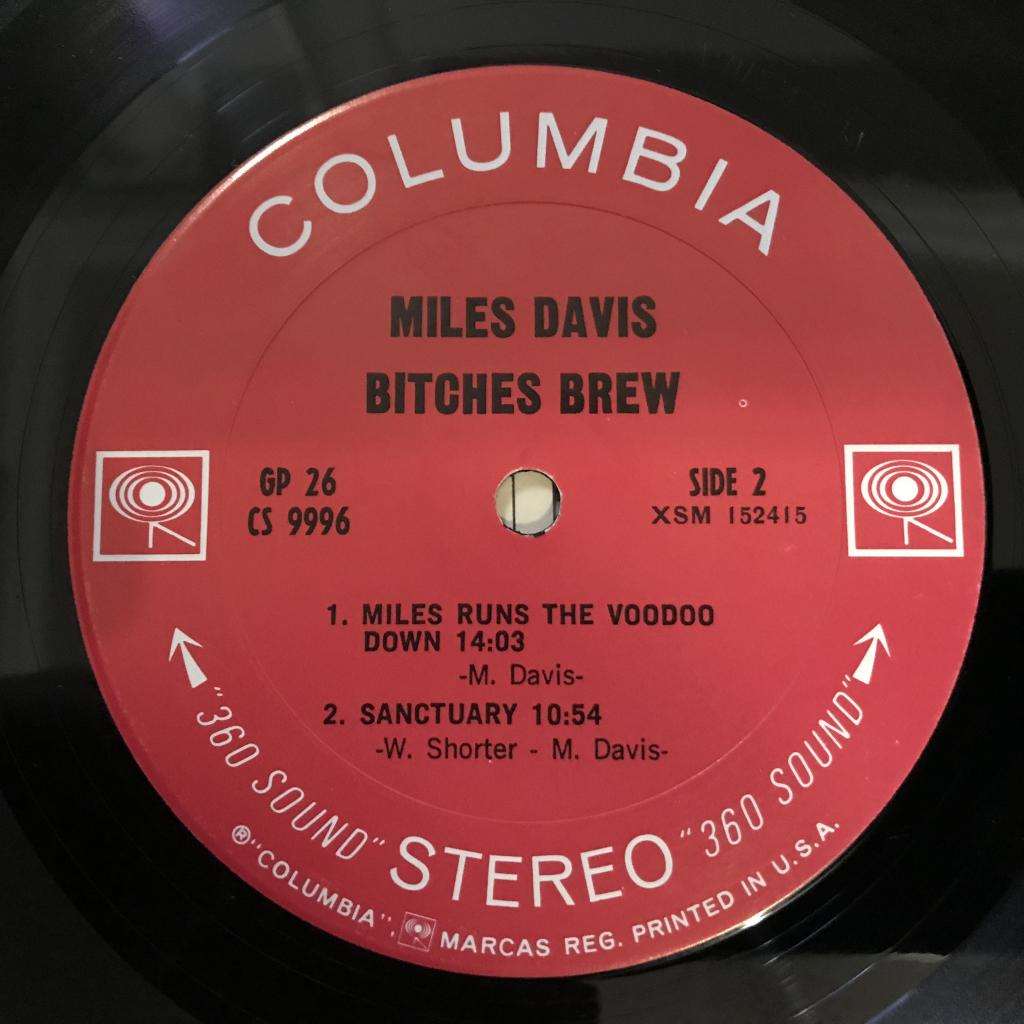 COLUMBIA
MILES DAVIS
BITCHES BREW
GP 26
CS 9996
SIDE 2
XSM 152415
1. MILES RUNS THE VOODOO
DOWN 14:03
-M. Davis-
2. SANCTUARY 10:54
-W. Shorter - M. Davis-
"360 SOUND" STEREO "360 SOUND"
®"COLUMBIA", MARCAS REG. PRINTED IN U.S.A.